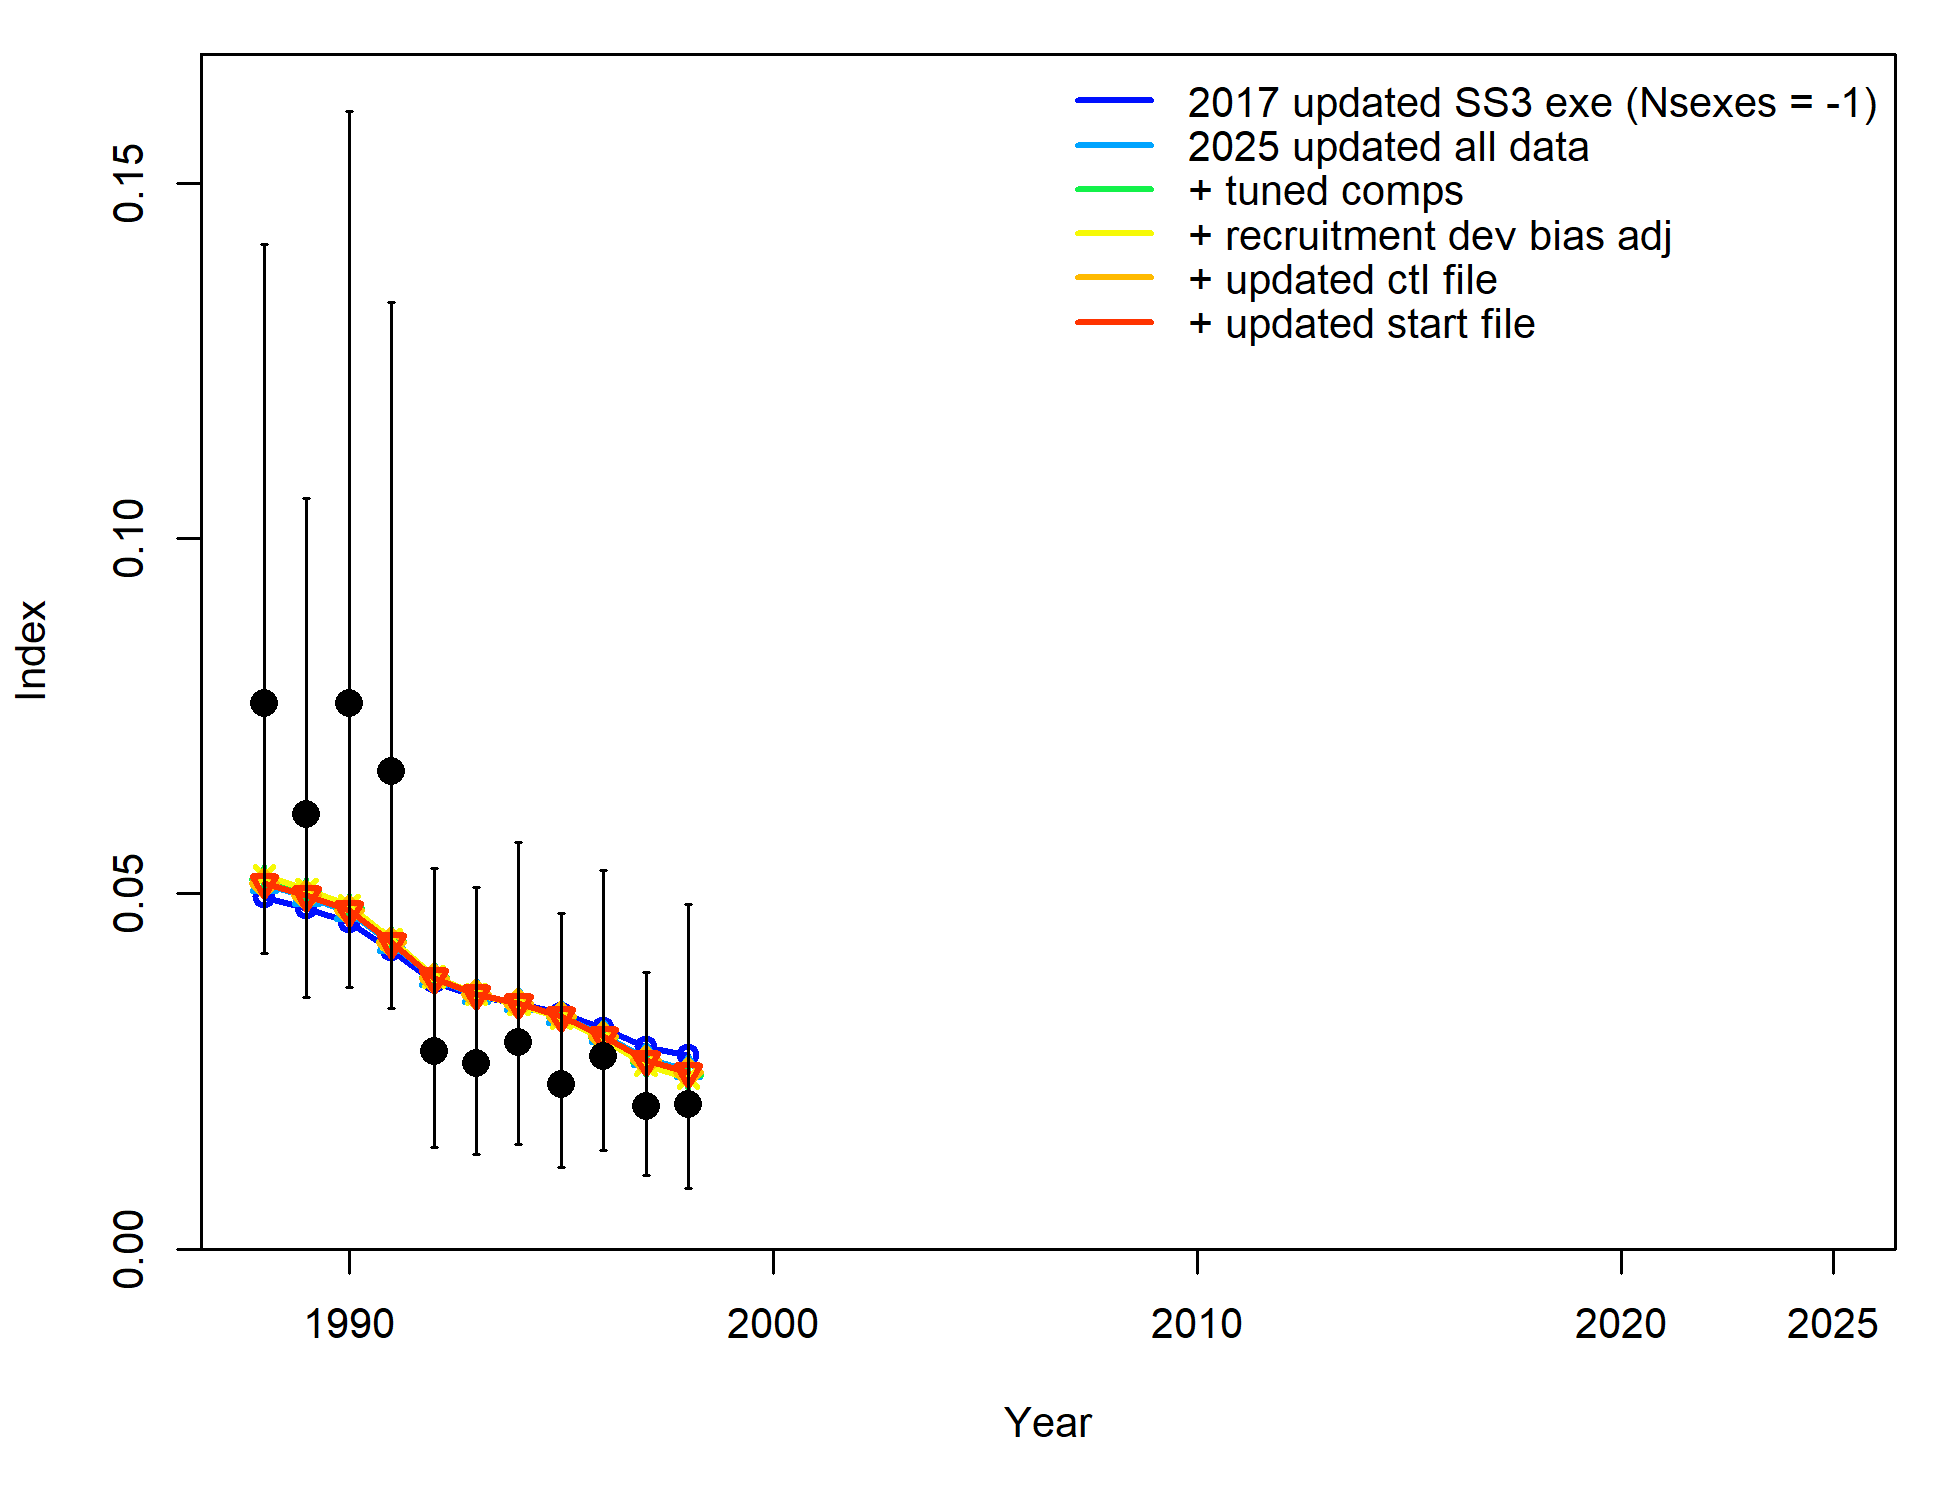 2017 updated SS3 exe (Nsexes = -1)
2025 updated all data
+ tuned comps
+ recruitment dev bias adj
+ updated ctl file
+ updated start file
0.15
0.10
0.05
0.00
Index
1990
2000
2010
2020
2025
Year